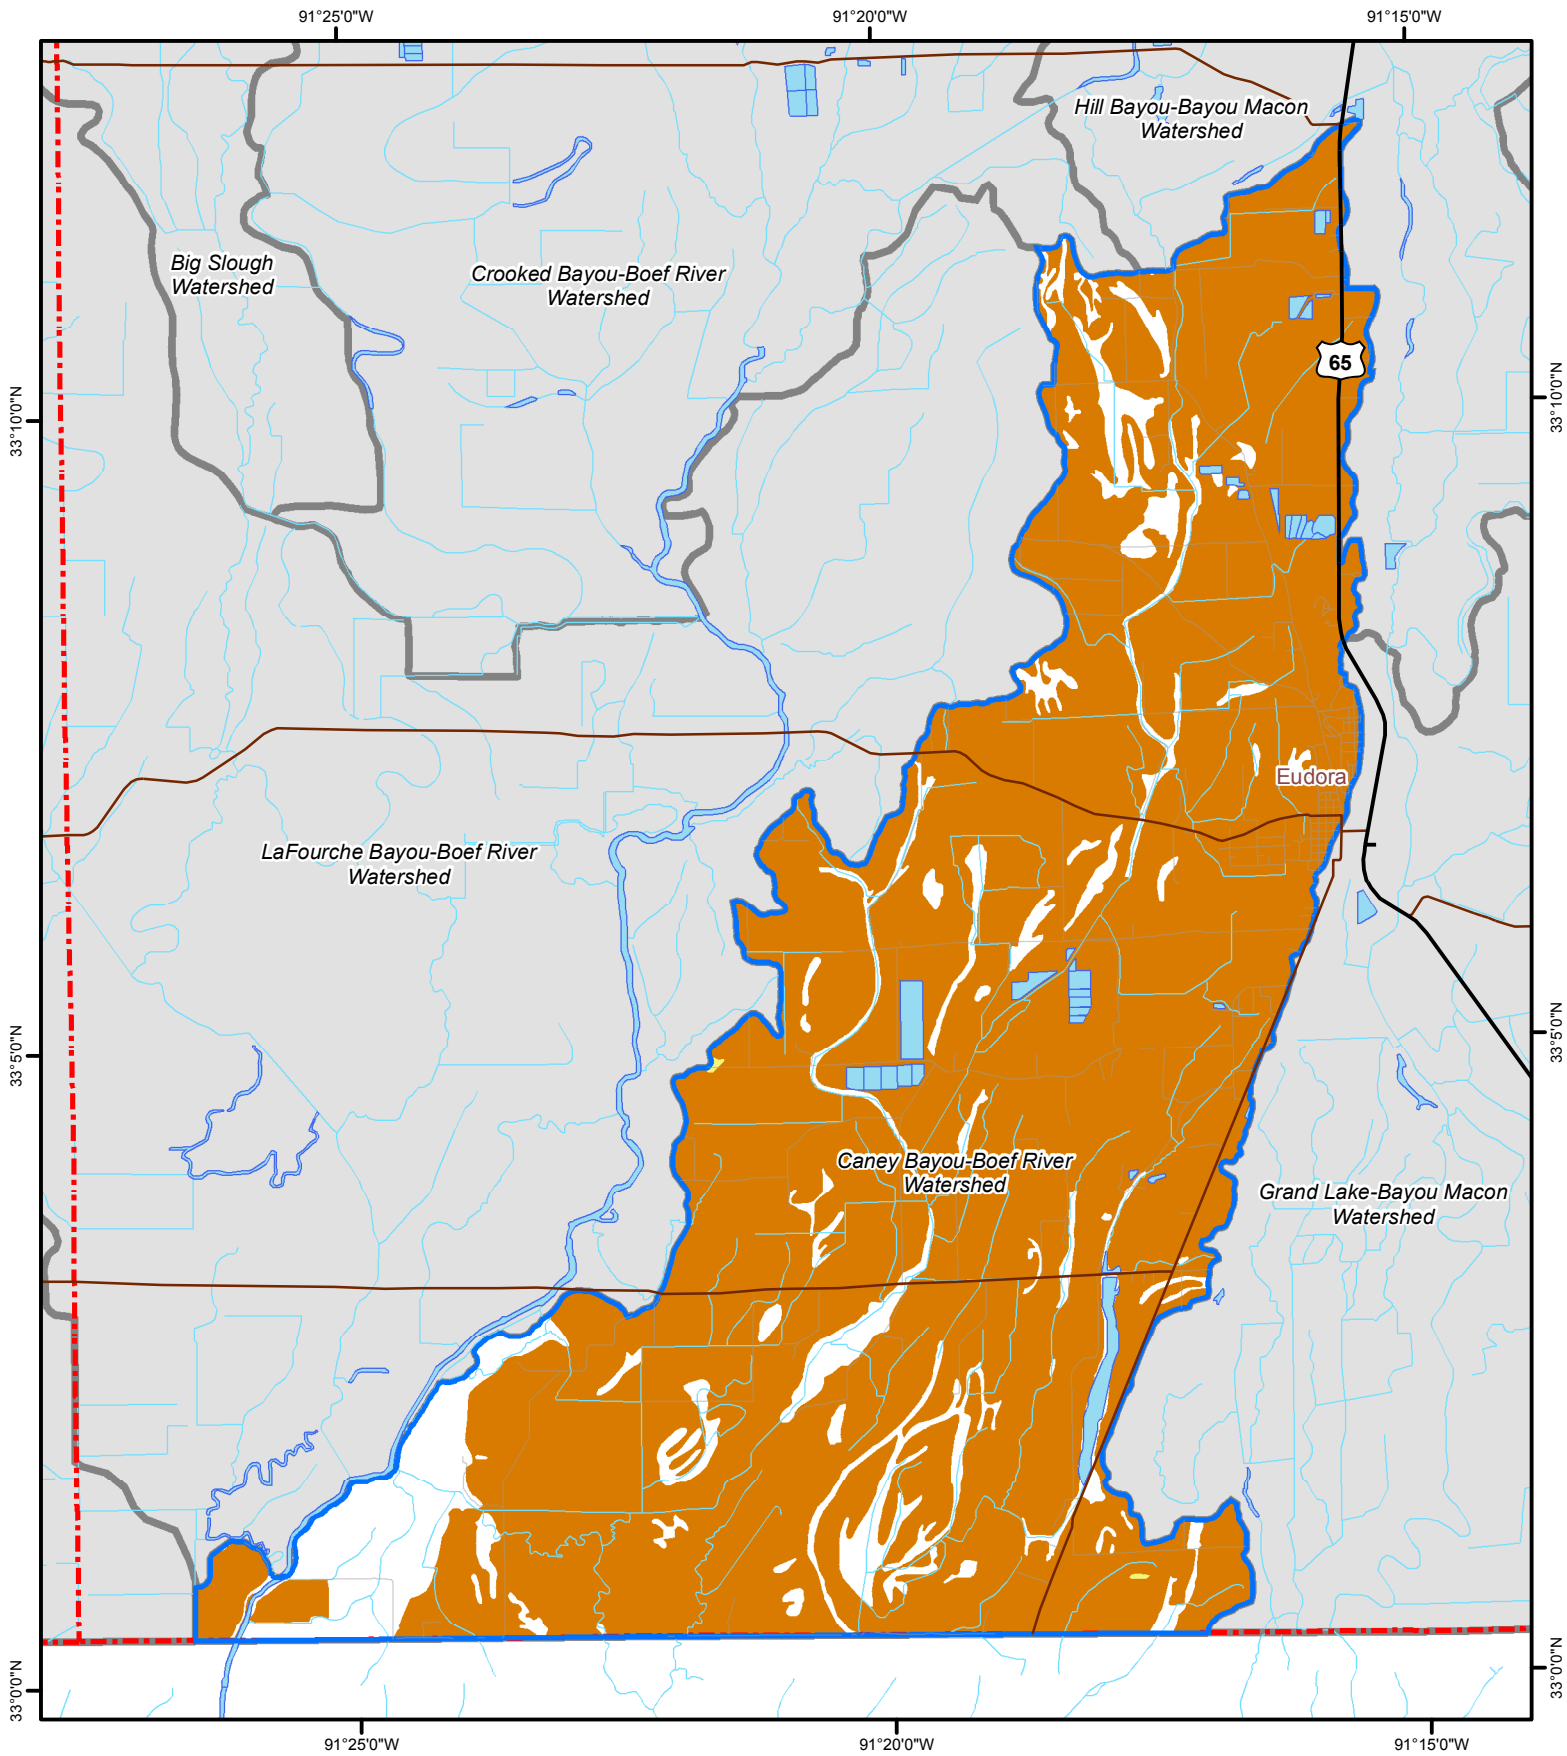 91°25'0"W
91°20'0"W
91°15'0"W
Hill Bayou-Bayou Macon
Watershed
Big Slough
Watershed
Crooked Bayou-Boef River
Watershed
65
33°10'0"N
33°10'0"N
Eudora
LaFourche Bayou-Boef River
Watershed
33°5'0"N
33°5'0"N
Caney Bayou-Boef River
Watershed
Grand Lake-Bayou Macon
Watershed
33°0'0"N
33°0'0"N
91°25'0"W
91°20'0"W
91°15'0"W